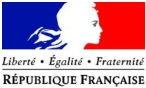 Liberté • Égalité • Fraternité
RÉPUBLIQUE FRANÇAISE